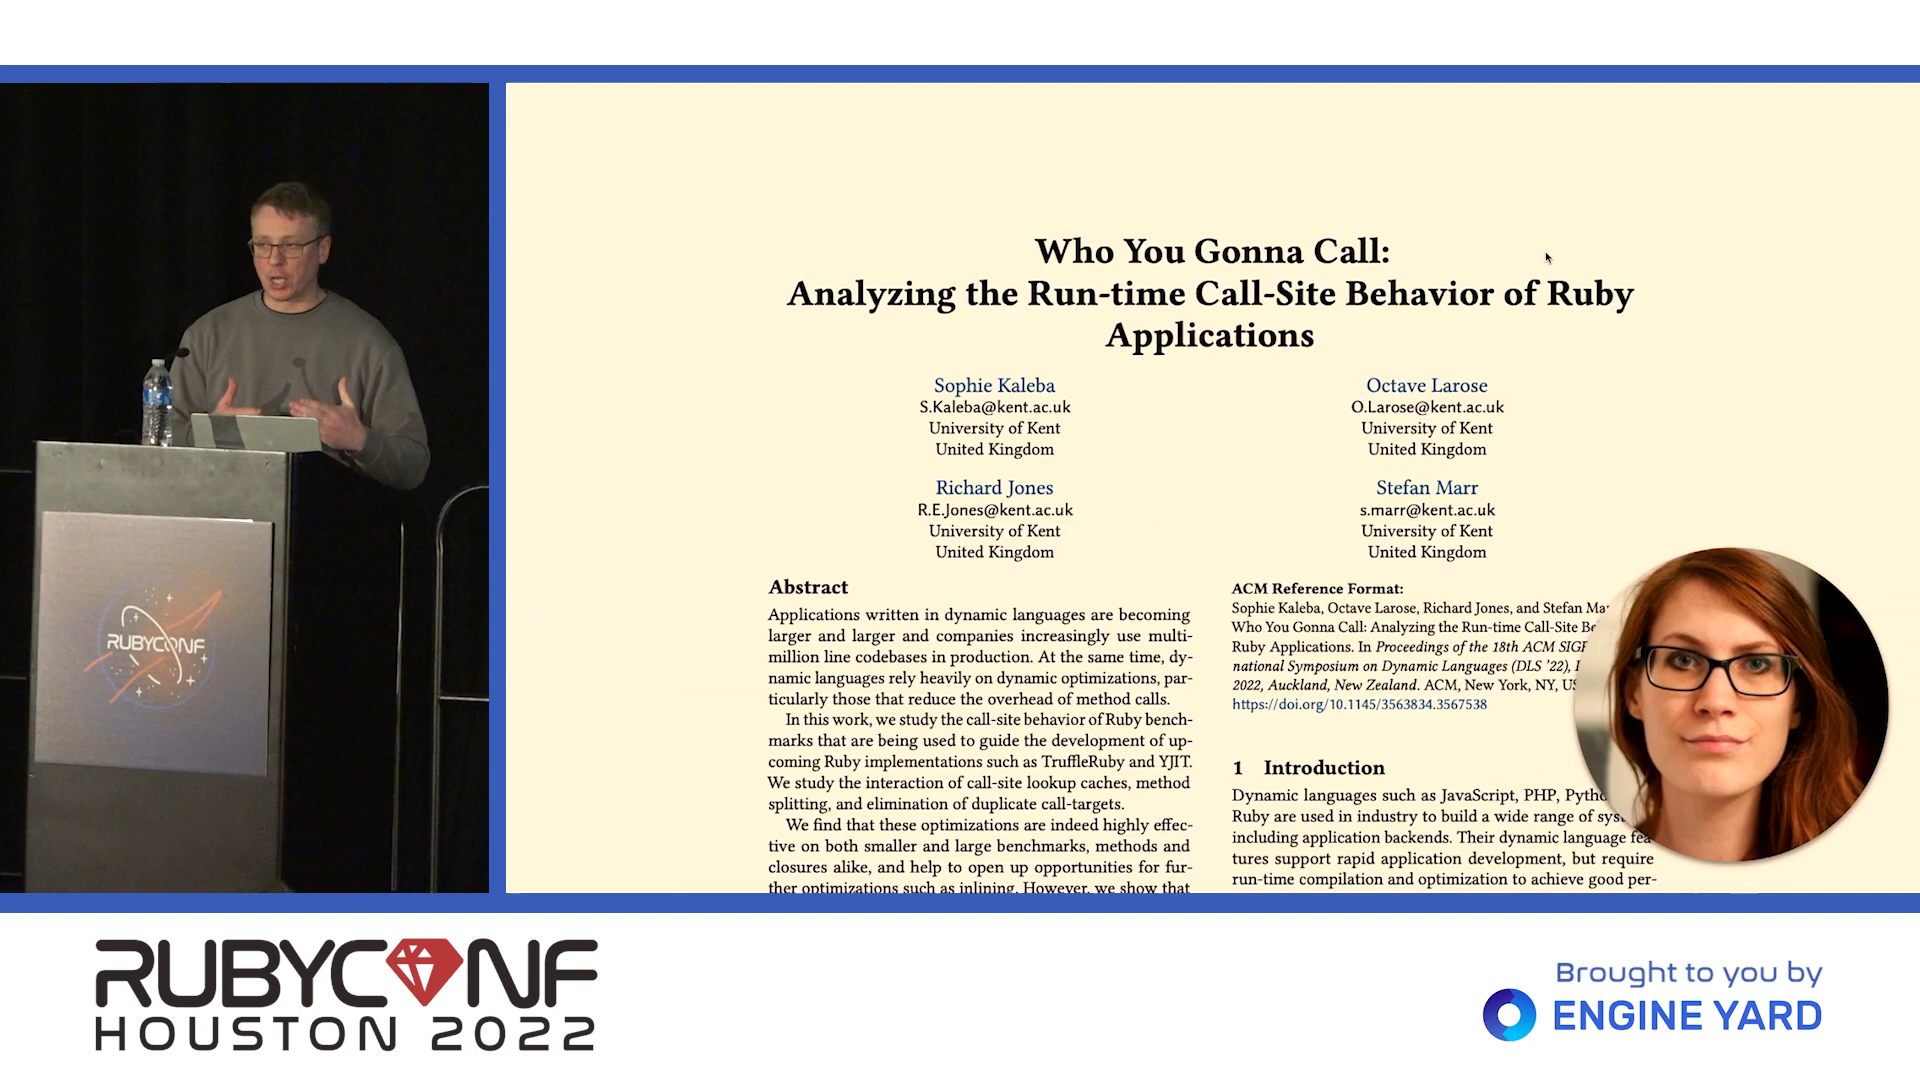 RUBYCONF
Who You Gonna Call:
Analyzing the Run-time Call-Site Behavior of Ruby
Applications
Sophie Kaleba
S.Kaleba@kent.ac.uk
University of Kent
United Kingdom
Octave Larose
O.Larose@kent.ac.uk
University of Kent
United Kingdom
Richard Jones
R.E.Jones@kent.ac.uk
University of Kent
United Kingdom
Stefan Marr
s.marr@kent.ac.uk
University of Kent
United Kingdom
Abstract
Applications written in dynamic languages are becoming
larger and larger and companies increasingly use multi-
million line codebases in production. At the same time, dy-
namic languages rely heavily on dynamic optimizations, par-
ticularly those that reduce the overhead of method calls.
In this work, we study the call-site behavior of Ruby bench-
marks that are being used to guide the development of up-
coming Ruby implementations such as TruffleRuby and YJIT.
We study the interaction of call-site lookup caches, method
splitting, and elimination of duplicate call-targets.
We find that these optimizations are indeed highly effec-
tive on both smaller and large benchmarks, methods and
closures alike, and help to open up opportunities for fur-
ther optimizations such as inlining. However, we show that
ACM Reference Format:
Sophie Kaleba, Octave Larose, Richard Jones, and Stefan
Who You Gonna Call: Analyzing the Run-time Call-Site
Ruby Applications. In Proceedings of the 18th ACM
national Symposium on Dynamic Languages (DLS '22),
2022, Auckland, New Zealand. ACM, New York, NY,
https://doi.org/10.1145/3563834.3567538
1 Introduction
Dynamic languages such as JavaScript, PHP,
Ruby are used in industry to build a wide range of
including application backends. Their dynamic language fea-
tures support rapid application development, but require
run-time compilation and optimization to achieve good per-
RUBYCONF
HOUSTON 2022
Brought to you by
ENGINE YARD